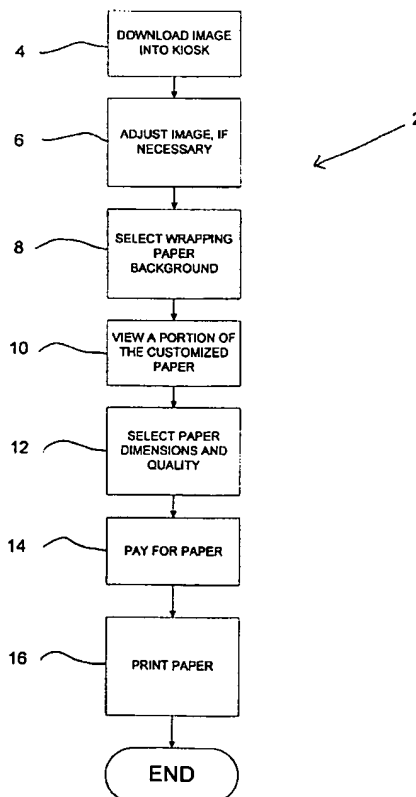 4
DOWNLOAD IMAGE
INTO KIOSK
2
6
ADJUST IMAGE, IF
NECESSARY
8
SELECT WRAPPING
PAPER
BACKGROUND
10
VIEW A PORTION OF
THE CUSTOMIZED
PAPER
12
SELECT PAPER
DIMENSIONS AND
QUALITY
14
PAY FOR PAPER
16
PRINT PAPER
END